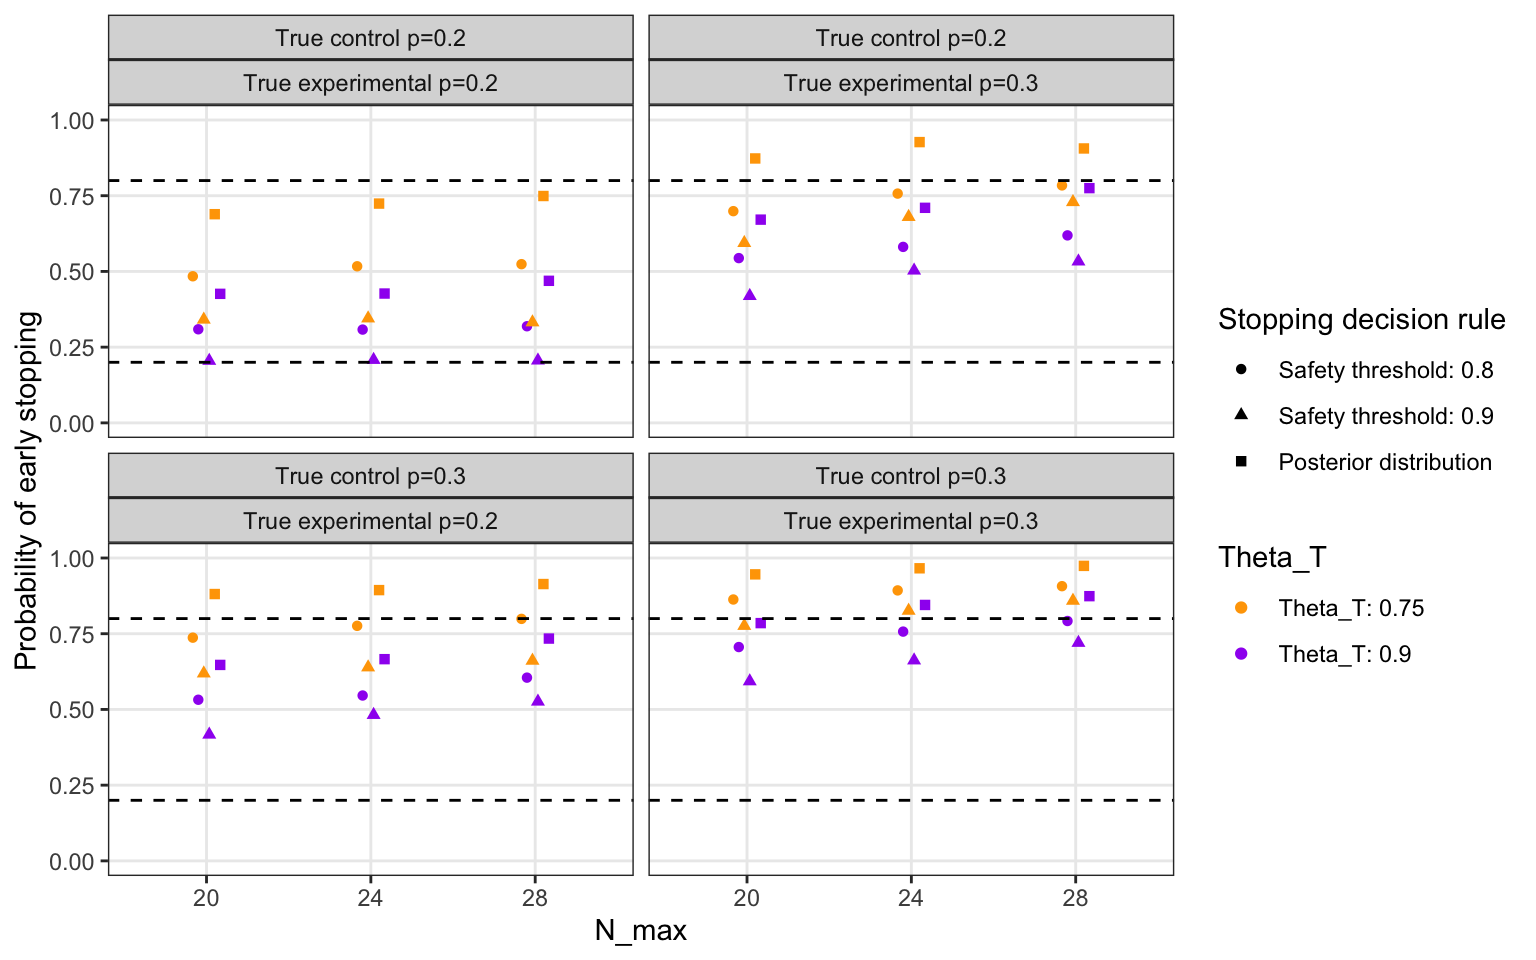 True control p=0.2
True experimental p=0.2
True control p=0.2
True experimental p=0.3
1.00
0.75
0.50
0.25
0.00
True control p=0.3
True experimental p=0.2
True control p=0.3
True experimental p=0.3
1.00
0.75
0.50
0.25
0.00
20
24
28
20
24
28
N_max
Probability of early stopping
Stopping decision rule
Safety threshold: 0.8
Safety threshold: 0.9
Posterior distribution
Theta_T
Theta_T: 0.75
Theta_T: 0.9